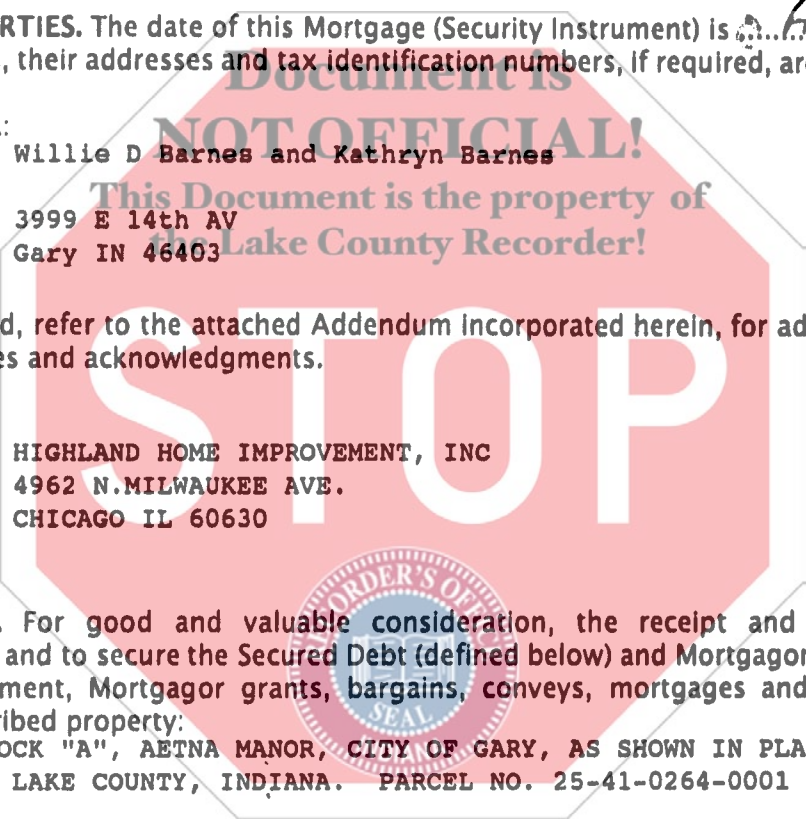 RTIES. The date of this Mortgage (Security Instrument) is
, their addresses and tax identification numbers, if required, are
Document is
NOT OFFICIAL!
Willie D Barnes and Kathryn Barnes
This Document is the property of
3999 E 14th AV
the Lake County Recorder!
Gary IN 46403
d, refer to the attached Addendum incorporated herein, for ad
es and acknowledgments.
STOP
HIGHLAND HOME IMPROVEMENT, INC
4962 N.MILWAUKEE AVE.
CHICAGO IL 60630
RECORDER'S OFFIC
. For good and valuable consideration, the receipt and
and to secure the Secured Debt (defined below) and Mortgagor
ment, Mortgagor grants, bargains, conveys, mortgages and
SEAL
ribed property:
OCK "A", AETNA MANOR, CITY OF GARY, AS SHOWN IN PLA
LAKE COUNTY, INDIANA. PARCEL NO. 25-41-0264-0001